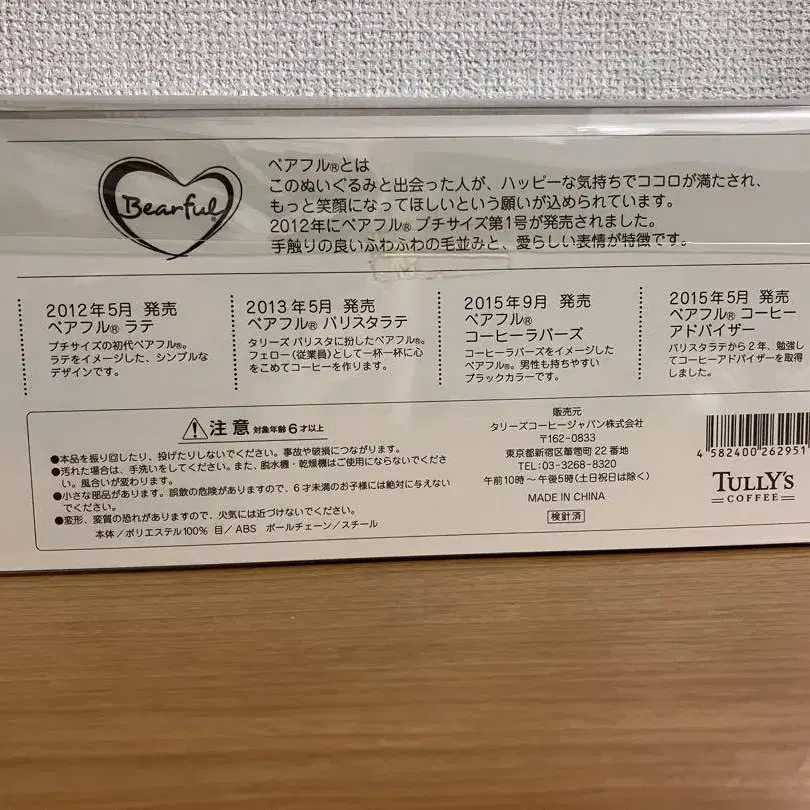 Bearful
ベアフル®とは
このぬいぐるみと出会った人が、ハッピーな気持ちでココロが満たされ、
もっと笑顔になってほしいという願いが込められています。
2012年にベアフル® プチサイズ第1号が発売されました。
手触りの良いふわふわの毛並みと、愛らしい表情が特徴です。
2012年5月 発売
ベアフル® ラテ
プチサイズの初代ベアフル®。
ラテをイメージした、シンプルな
デザインです。
2013年5月 発売
ベアフル® バリスタラテ
タリーズ バリスタに扮したベアフル®。
フェロー(従業員)として一杯一杯に心
をこめてコーヒーを作ります。
2015年9月 発売
ベアフル®
コーヒーラバーズ
コーヒーラバーズをイメージした
ベアフル®。男性も持ちやすい
ブラックカラーです。
2015年5月 発売
ベアフル® コーヒー
アドバイザー
バリスタラテから2年、勉強し
てコーヒーアドバイザーを取得
しました。
注意 対象年齢6才以上
●本品を振り回したり、投げたりしないでください。事故や破損につながります。
●汚れた場合は、手洗いをしてください。また、脱水機・乾燥機はご使用にならないでくださ
い。風合いが変わります。
●小さな部品があります。誤飲の危険がありますので、6才未満のお子様には絶対に与えない
でください。
●変形、変質の恐れがありますので、火気には近づけないでください。
本体/ポリエステル100% 目/ABS ボールチェーン/スチール
販売元
タリーズコーヒージャパン株式会社
〒162-0833
東京都新宿区箪笥町22番地
TEL:03-3268-8320
午前10時～午後5時(土日祝日は除く)
MADE IN CHINA
検針済
4 582400 262951
TULLY'S
COFFEE